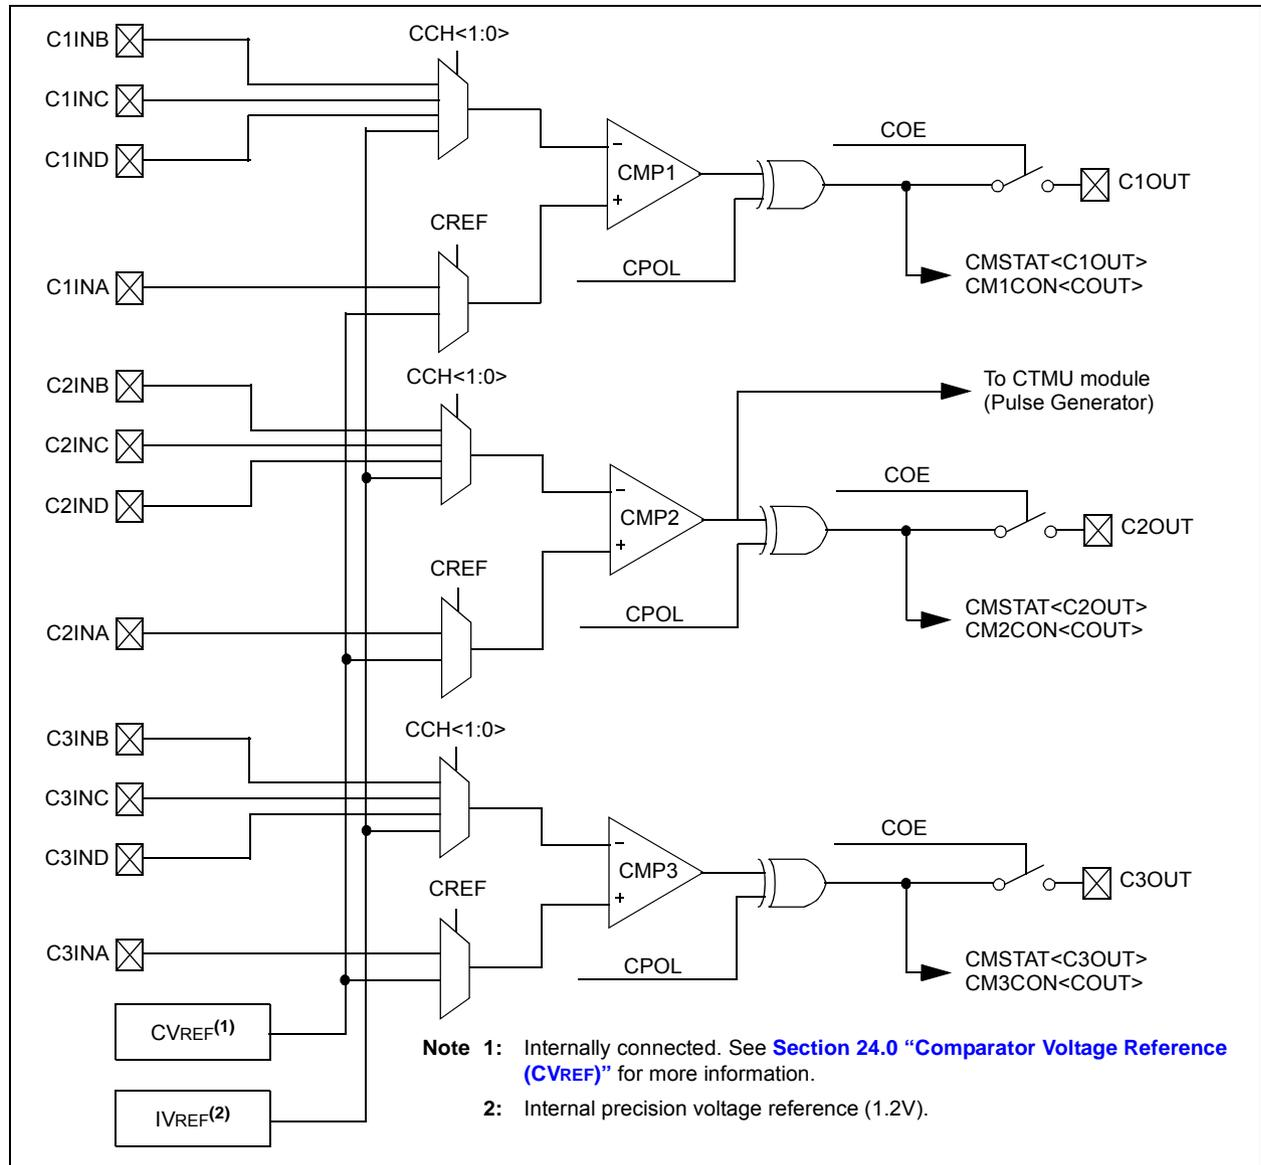 CCH<1:0>
C1INB
C1INC
C1IND
COE
CMP1
C1OUT
CREF
CPOL
CMSTAT<C1OUT>
CM1CON<COUT>
C1INA
CCH<1:0>
C2INB
To CTMU module
(Pulse Generator)
C2INC
C2IND
COE
CMP2
C2OUT
CREF
CPOL
CMSTAT<C2OUT>
CM2CON<COUT>
C2INA
CCH<1:0>
C3INB
C3INC
C3IND
COE
CMP3
C3OUT
CREF
CPOL
CMSTAT<C3OUT>
CM3CON<COUT>
C3INA
CVREF(1)
IVREF(2)
Note 1: Internally connected. See Section 24.0 “Comparator Voltage Reference
(CVREF)” for more information.
2: Internal precision voltage reference (1.2V).